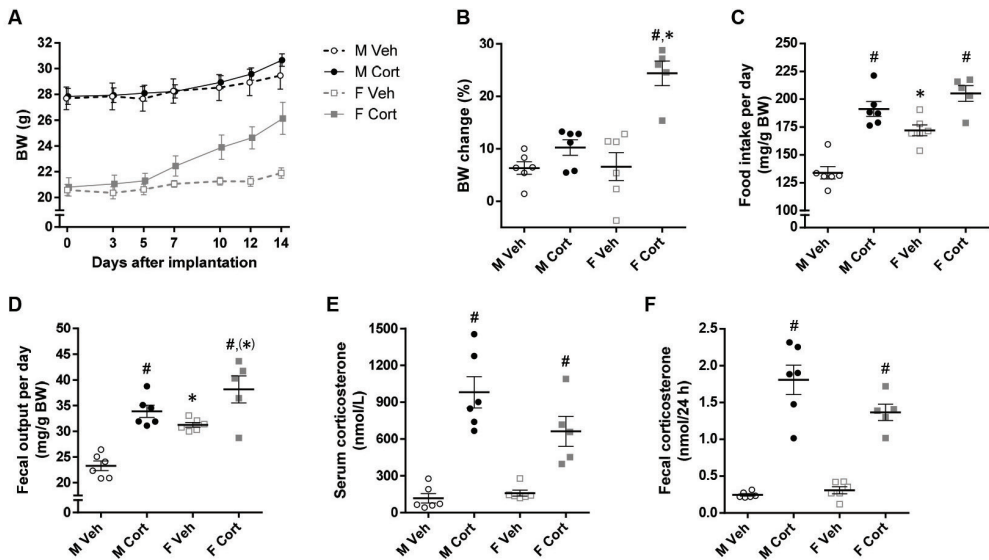 A
BW (g)
32
30
28
26
24
22
20
0
0
3
5
7
10
12
14
Days after implantation
M Veh
M Cort
F Veh
F Cort
B
BW change (%)
30
20
10
0
#,*
M Veh
M Cort
F Veh
F Cort
C
Food intake per day
(mg/g BW)
250
225
200
175
150
125
50
0
#
*
#
M Veh
M Cort
F Veh
F Cort
D
Fecal output per day
(mg/g BW)
50
45
40
35
30
25
20
10
0
#
*
#,(*)
M Veh
M Cort
F Veh
F Cort
E
Serum corticosterone
(nmol/L)
1500
1200
900
600
300
0
#
#
M Veh
M Cort
F Veh
F Cort
F
Fecal corticosterone
(nmol/24 h)
2.5
2.0
1.5
1.0
0.5
0.0
#
#
M Veh
M Cort
F Veh
F Cort